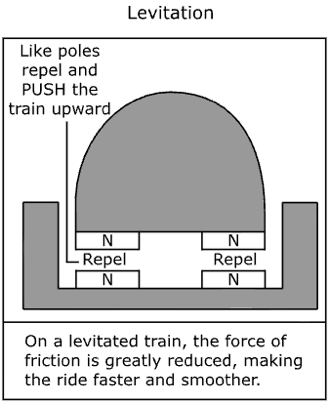 Levitation
Like poles
repel and
PUSH the
train upward
N
N
Repel
Repel
N
N
On a levitated train, the force of
friction is greatly reduced, making
the ride faster and smoother.